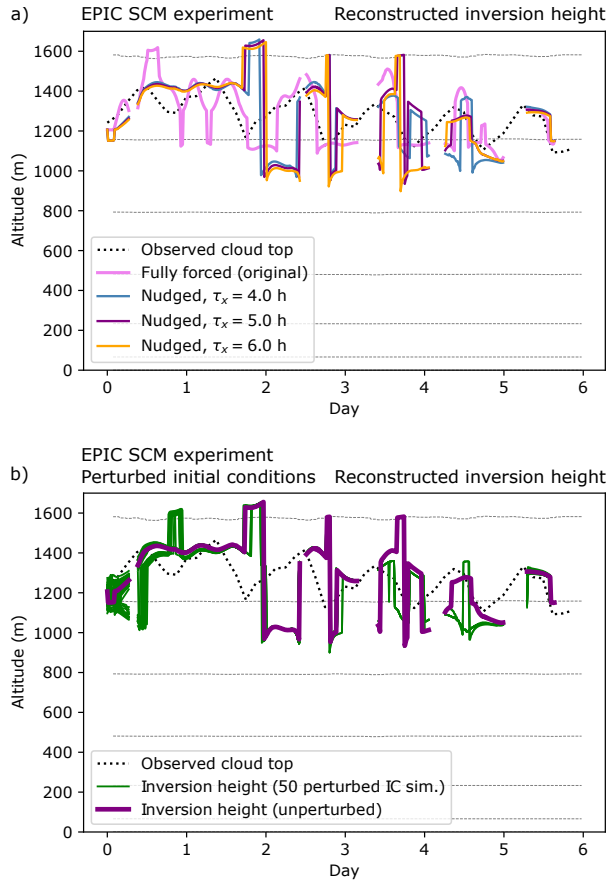 a)
EPIC SCM experiment Reconstructed inversion height
1600
1400
1200
1000
800
600
400
200
0
Altitude (m)
Observed cloud top
Fully forced (original)
Nudged, τx = 4.0 h
Nudged, τx = 5.0 h
Nudged, τx = 6.0 h
0 1 2 3 4 5 6
Day
b)
EPIC SCM experiment
Perturbed initial conditions Reconstructed inversion height
1600
1400
1200
1000
800
600
400
200
0
Altitude (m)
Observed cloud top
Inversion height (50 perturbed IC sim.)
Inversion height (unperturbed)
0 1 2 3 4 5 6
Day